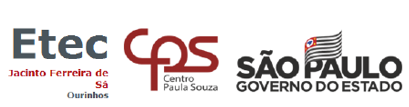 Etec
Jacinto Ferreira de
Sá
Ourinhos
cps
Centro
Paula Souza
SÃO PAULO
GOVERNO DO ESTADO